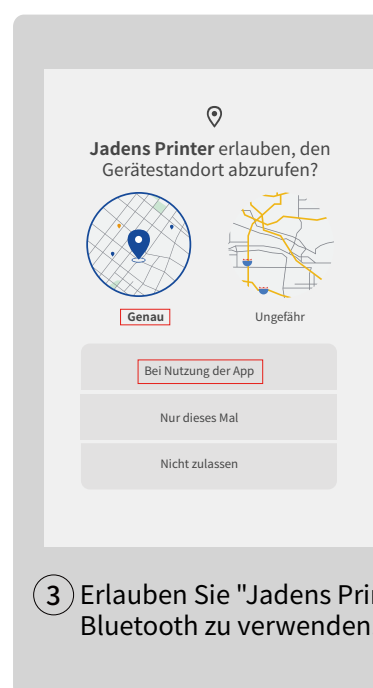 Jadens Printer erlauben, den
Gerätestandort abzurufen?
Genau
Ungefähr
Bei Nutzung der App
Nur dieses Mal
Nicht zulassen
3 Erlauben Sie "Jadens
Bluetooth zu verwenden